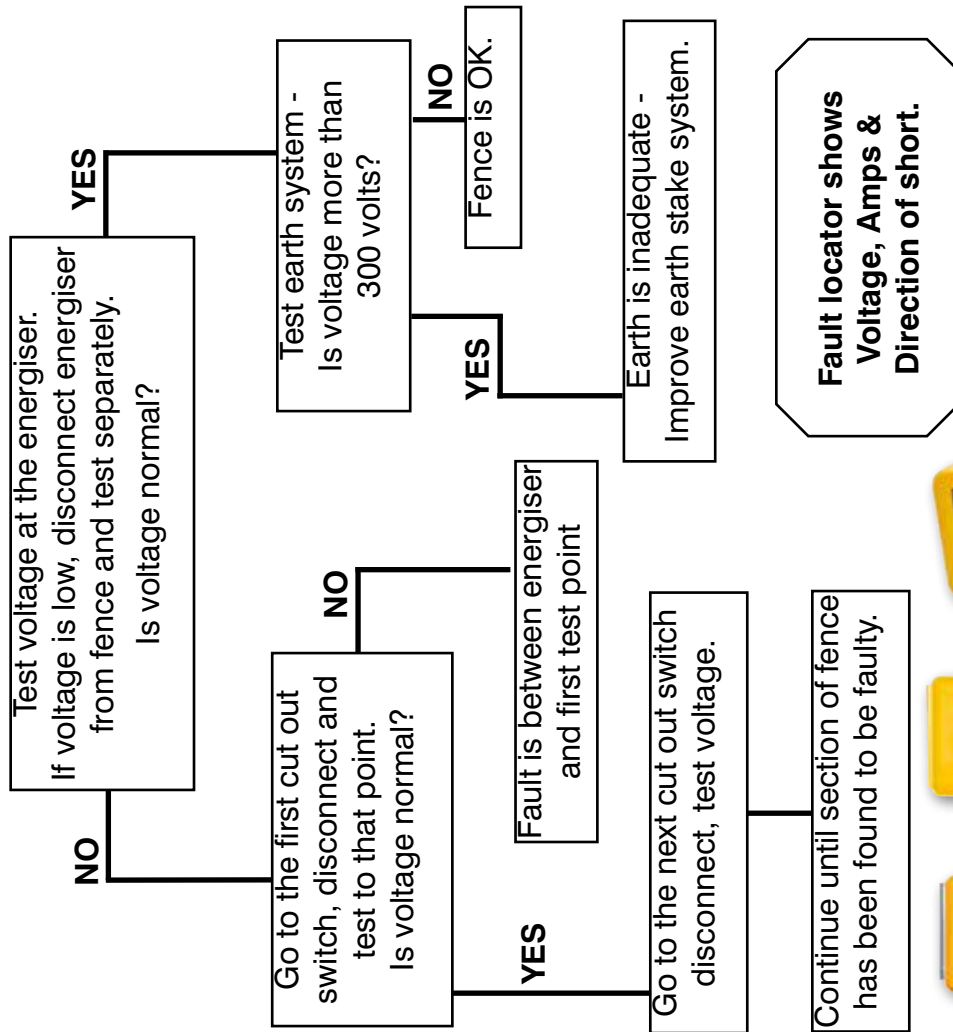 Test voltage at the energiser.
If voltage is low, disconnect energiser
from fence and test separately.
Is voltage normal?
NO
YES
Go to the first cut out
switch, disconnect and
test to that point.
Is voltage normal?
NO
Fault is between energiser
and first test point
YES
Go to the next cut out switch
disconnect, test voltage.
Continue until section of fence
has been found to be faulty.
Test earth system -
Is voltage more than
300 volts?
NO
Fence is OK.
YES
Earth is inadequate -
Improve earth stake system.
Fault locator shows
Voltage, Amps &
Direction of short.